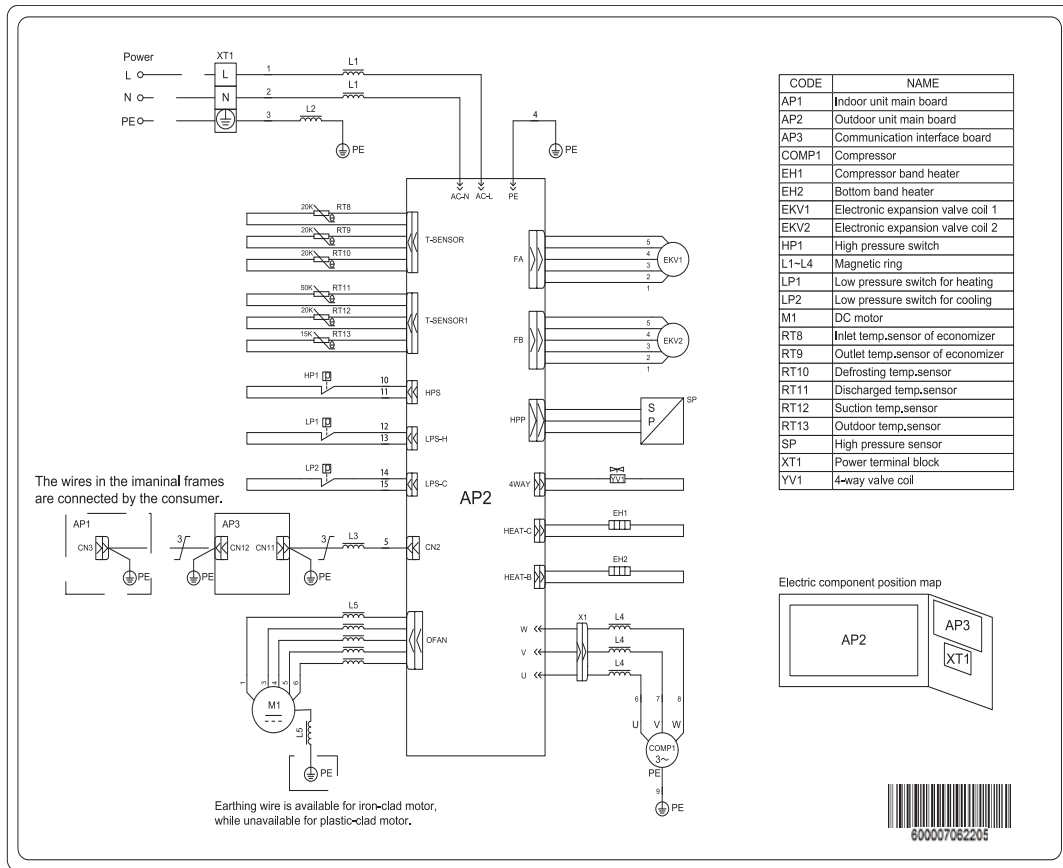 Power
XT1
L
L
1
L1
N
N
2
L1
PE
3
L2
PE
4
PE
AC-N AC-L PE
20K RT8
20K RT9
20K RT10
T-SENSOR
50K RT11
20K RT12
15K RT13
T-SENSOR1
HP1 P
10
11
HPS
LP1 P
12
13
LPS-H
LP2 P
14
15
LPS-C
AP2
The wires in the imaninal frames
are connected by the consumer.
AP1
CN3
PE
3
PE
AP3
CN12 CN11
PE
3
L3
5
CN2
L5
OFAN
1 3 4 5 6
M1
L5
PE
Earthing wire is available for iron-clad motor,
while unavailable for plastic-clad motor.
FA
5
4
3
2
1
EKV1
FB
5
4
3
2
1
EKV2
HPP
S
P
SP
4WAY
YV1
HEAT-C
EH1
HEAT-B
EH2
W
V
U
X1
L4
L4
L4
6 7 8
U V W
COMP1
3~
PE
9
PE
CODE NAME
AP1 Indoor unit main board
AP2 Outdoor unit main board
AP3 Communication interface board
COMP1 Compressor
EH1 Compressor band heater
EH2 Bottom band heater
EKV1 Electronic expansion valve coil 1
EKV2 Electronic expansion valve coil 2
HP1 High pressure switch
L1~L4 Magnetic ring
LP1 Low pressure switch for heating
LP2 Low pressure switch for cooling
M1 DC motor
RT8 Inlet temp.sensor of economizer
RT9 Outlet temp.sensor of economizer
RT10 Defrosting temp.sensor
RT11 Discharged temp.sensor
RT12 Suction temp.sensor
RT13 Outdoor temp.sensor
SP High pressure sensor
XT1 Power terminal block
YV1 4-way valve coil
Electric component position map
AP2
AP3
XT1
600007062205